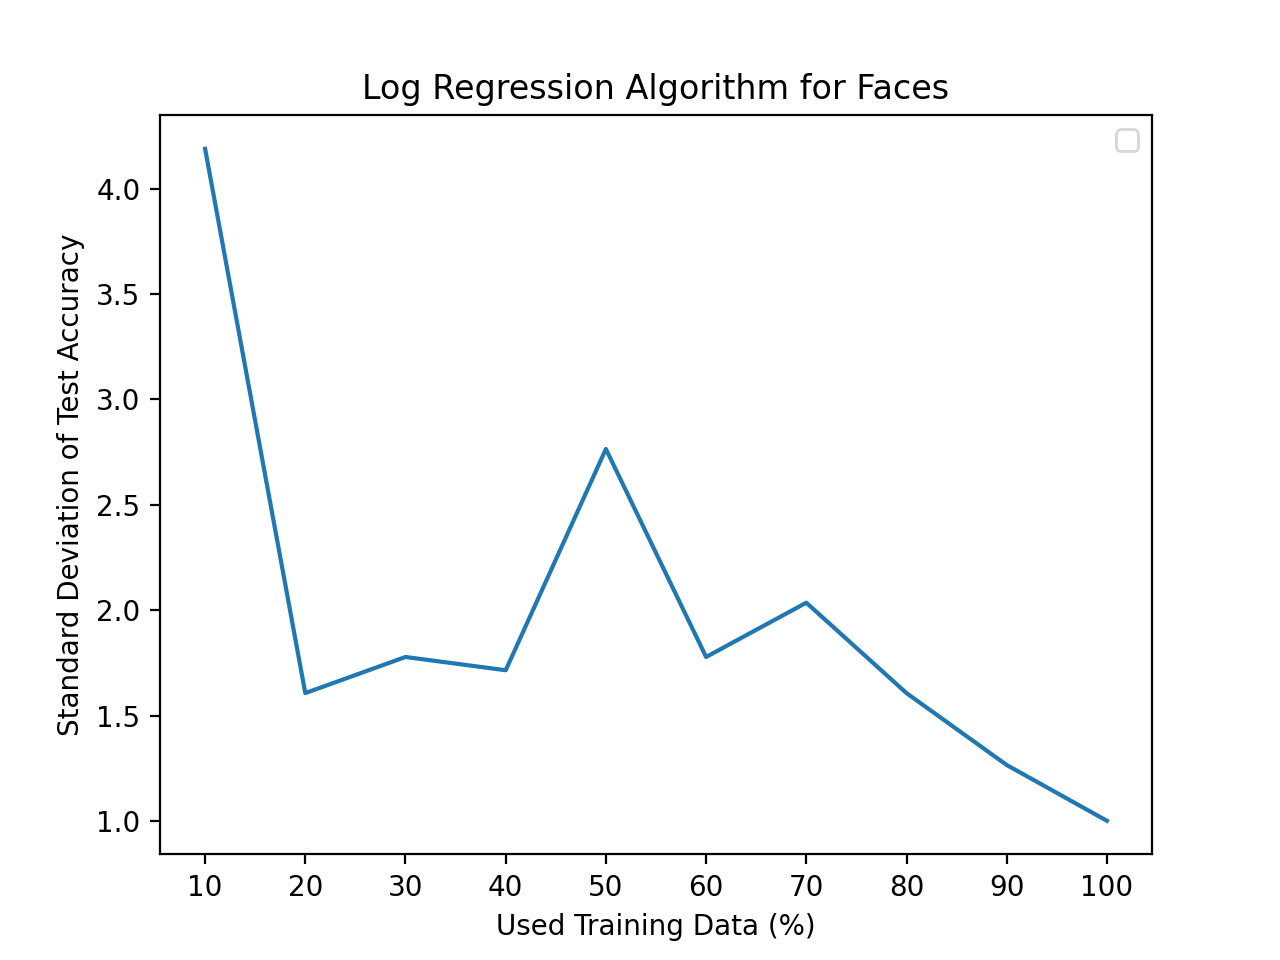 Log Regression Algorithm for Faces
Standard Deviation of Test Accuracy
4.0
3.5
3.0
2.5
2.0
1.5
1.0
10 20 30 40 50 60 70 80 90 100
Used Training Data (%)